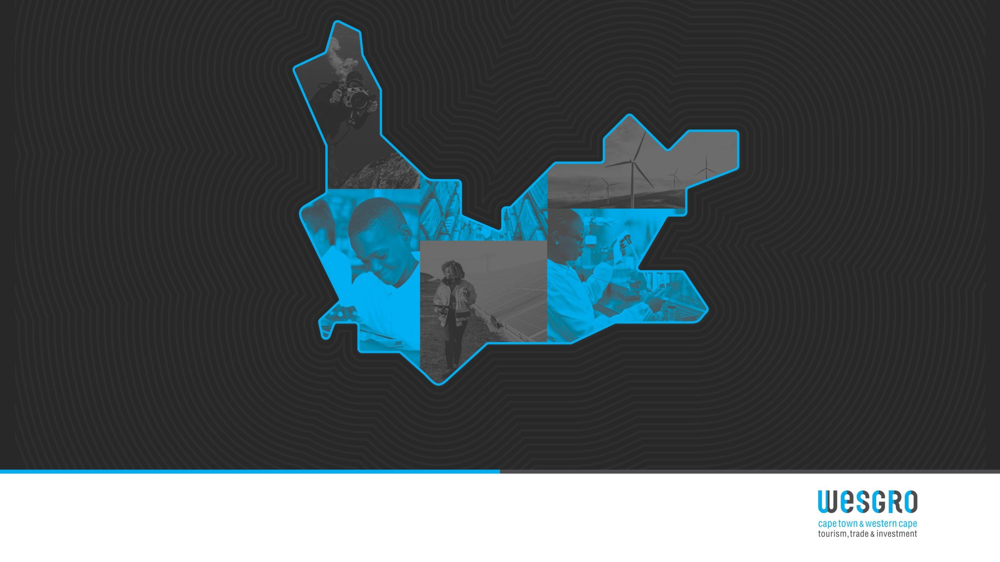 wesGRO
cape town & western cape
tourism, trade & investment